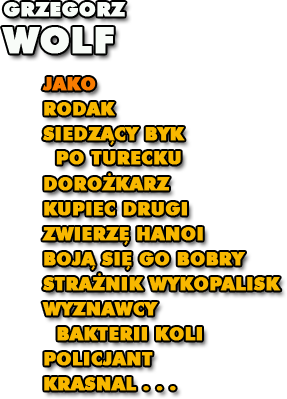 GRZEGORZ
WOLF
JAKO
RODAK
SIEDZĄCY BYK
PO TURECKU
DOROŻKARZ
KUPIEC DRUGI
ZWIERZĘ HANOI
BOJĄ SIĘ GO BOBRY
STRAŻNIK WYKOPALISK
WYZNAWCY
BAKTERII KOLI
POLICJANT
KRASNAL . . .